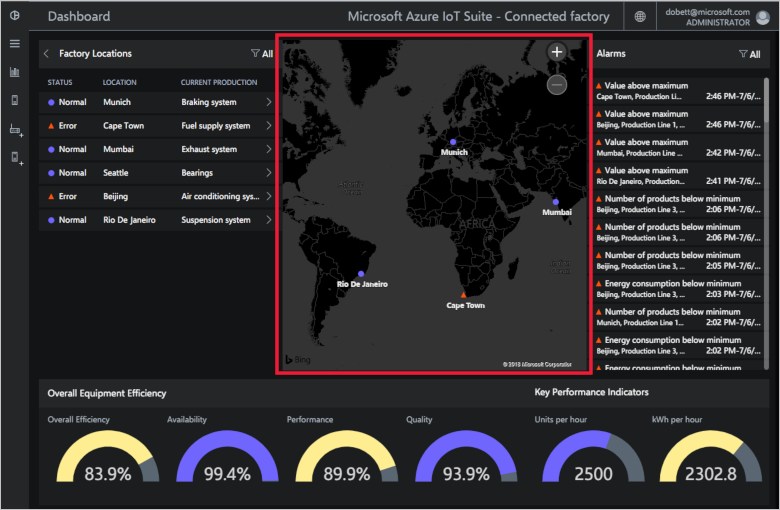 Dashboard
Microsoft Azure IoT Suite - Connected factory
dobett@microsoft.com
ADMINISTRATOR
Factory Locations
All
STATUS LOCATION CURRENT PRODUCTION
Normal Munich Braking system
Error Cape Town Fuel supply system
Normal Mumbai Exhaust system
Normal Seattle Bearings
Error Beijing Air conditioning sys...
Normal Rio De Janeiro Suspension system
Munich
Mumbai
AFRICA
Rio De Janeiro
Cape Town
Bing
© 2018 Microsoft Corporation
Alarms
All
Value above maximum
Cape Town, Production Li... 2:46 PM-7/6/...
Value above maximum
Beijing, Production Line 1, ... 2:46 PM-7/6/...
Value above maximum
Mumbai, Production Line ... 2:42 PM-7/6/...
Value above maximum
Rio De Janeiro, Production... 2:41 PM-7/6/...
Number of products below minimum
Beijing, Production Line 3, ... 2:06 PM-7/6/...
Number of products below minimum
Beijing, Production Line 3, ... 2:06 PM-7/6/...
Number of products below minimum
Beijing, Production Line 3, ... 2:05 PM-7/6/...
Energy consumption below minimum
Beijing, Production Line 3, ... 2:03 PM-7/6/...
Number of products below minimum
Munich, Production Line 1... 2:02 PM-7/6/...
Energy consumption below minimum
Beijing, Production Line 3, ... 2:02 PM-7/6/...
Energy consumption below minimum
Overall Equipment Efficiency
Key Performance Indicators
Overall Efficiency
83.9%
Availability
99.4%
Performance
89.9%
Quality
93.9%
Units per hour
2500
kWh per hour
2302.8